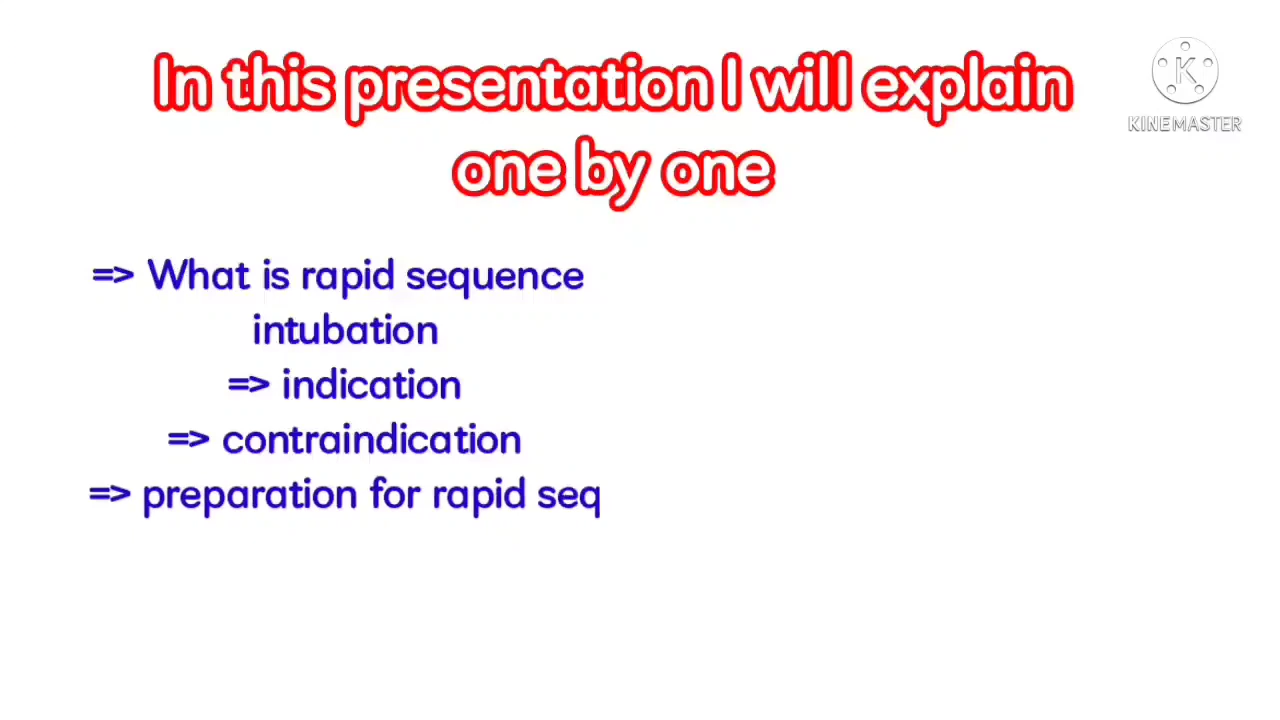 In this presentation I will explain
one by one
KINEMASTER
=> What is rapid sequence
intubation
=> indication
=> contraindication
=> preparation for rapid seq